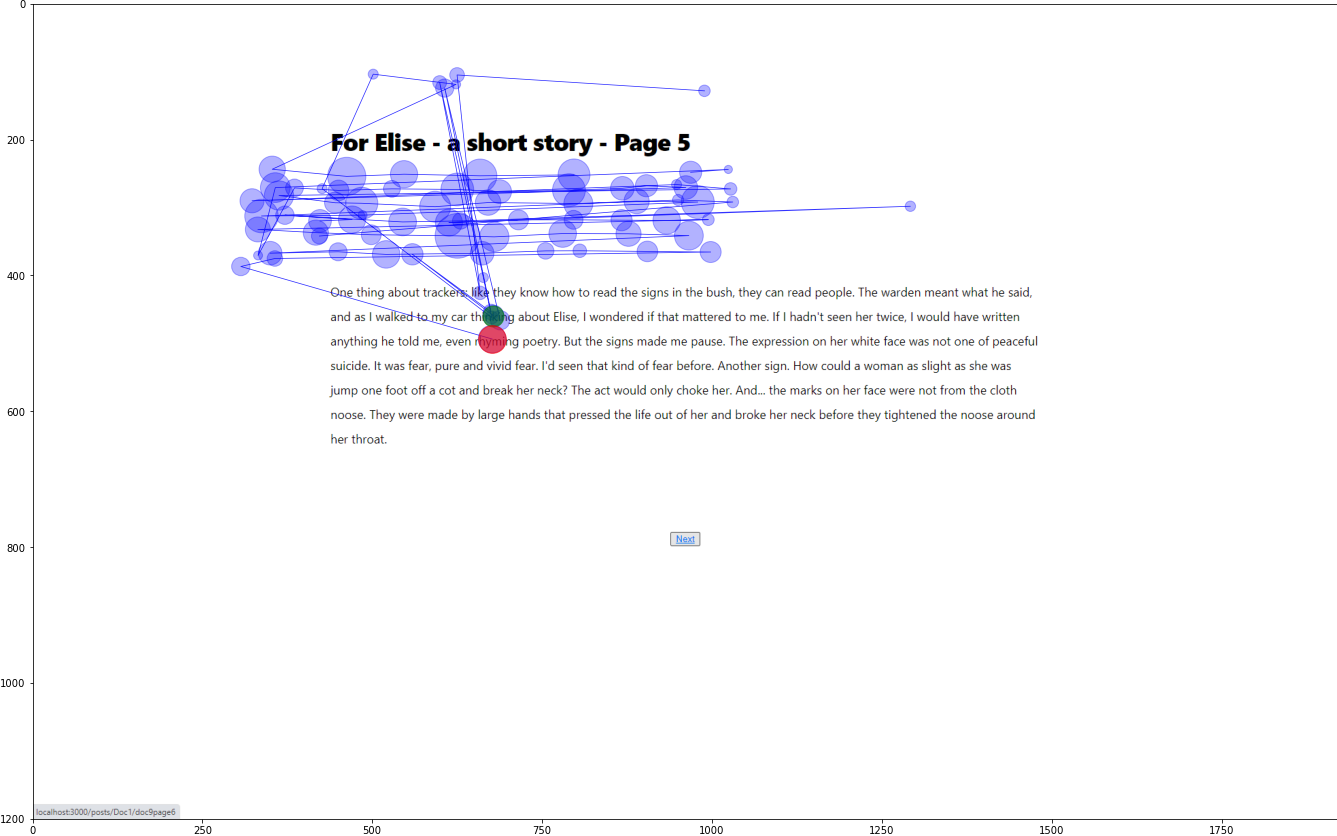 0
200
For Elise - a short story - Page 5
400
One thing about trackers: like they know how to read the signs in the bush, they can read people. The warden meant what he said,
and as I walked to my car thinking about Elise, I wondered if that mattered to me. If I hadn't seen her twice, I would have written
anything he told me, even rhyming poetry. But the signs made me pause. The expression on her white face was not one of peaceful
suicide. It was fear, pure and vivid fear. I'd seen that kind of fear before. Another sign. How could a woman as slight as she was
jump one foot off a cot and break her neck? The act would only choke her. And... the marks on her face were not from the cloth
600
noose. They were made by large hands that pressed the life out of her and broke her neck before they tightened the noose around
her throat.
Next
800
1000
localhost:3000/posts/Doc1/doc9page6
1200
0 250 500 750 1000 1250 1500 1750